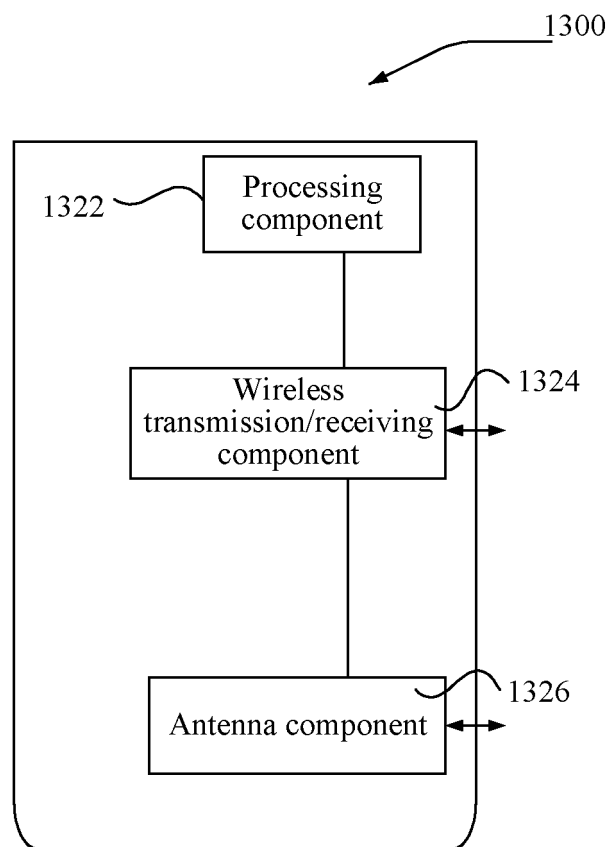 1300
Processing
component
1322
Wireless
transmission/receiving
component
1324
Antenna component
1326